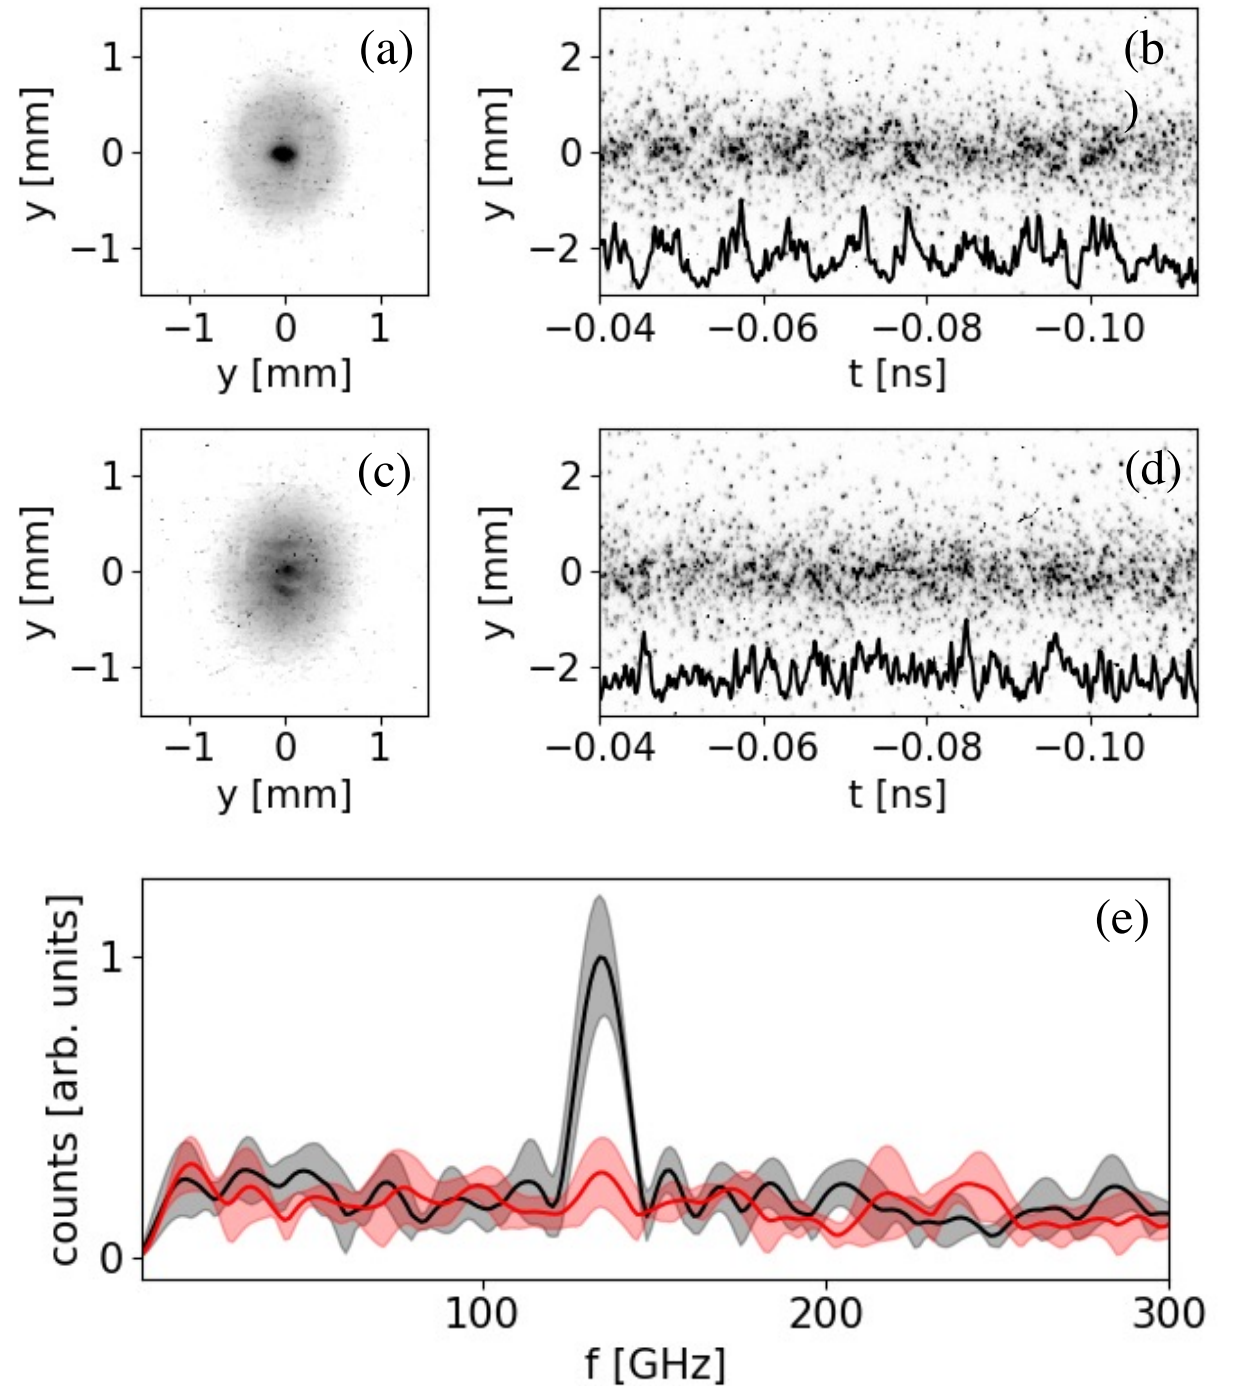 (a)
y [mm]
1
0
−1
−1 0 1
y [mm]
(b
)
y [mm]
2
0
−2
−0.04 −0.06 −0.08 −0.10
t [ns]
(c)
y [mm]
1
0
−1
−1 0 1
y [mm]
(d)
y [mm]
2
0
−2
−0.04 −0.06 −0.08 −0.10
t [ns]
(e)
counts [arb. units]
1
0
100 200 300
f [GHz]